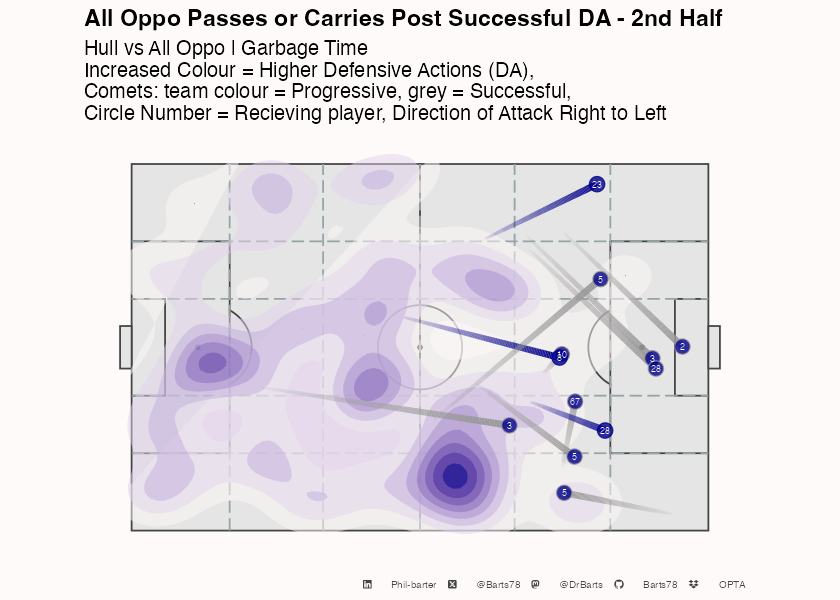 All Oppo Passes or Carries Post Successful DA - 2nd Half
Hull vs All Oppo | Garbage Time
Increased Colour = Higher Defensive Actions (DA),
Comets: team colour = Progressive, grey = Successful,
Circle Number = Recieving player, Direction of Attack Right to Left
23
5
2
10
3
28
67
3
28
5
5
Phil-barter @Barts78 @DrBarts Barts78 OPTA